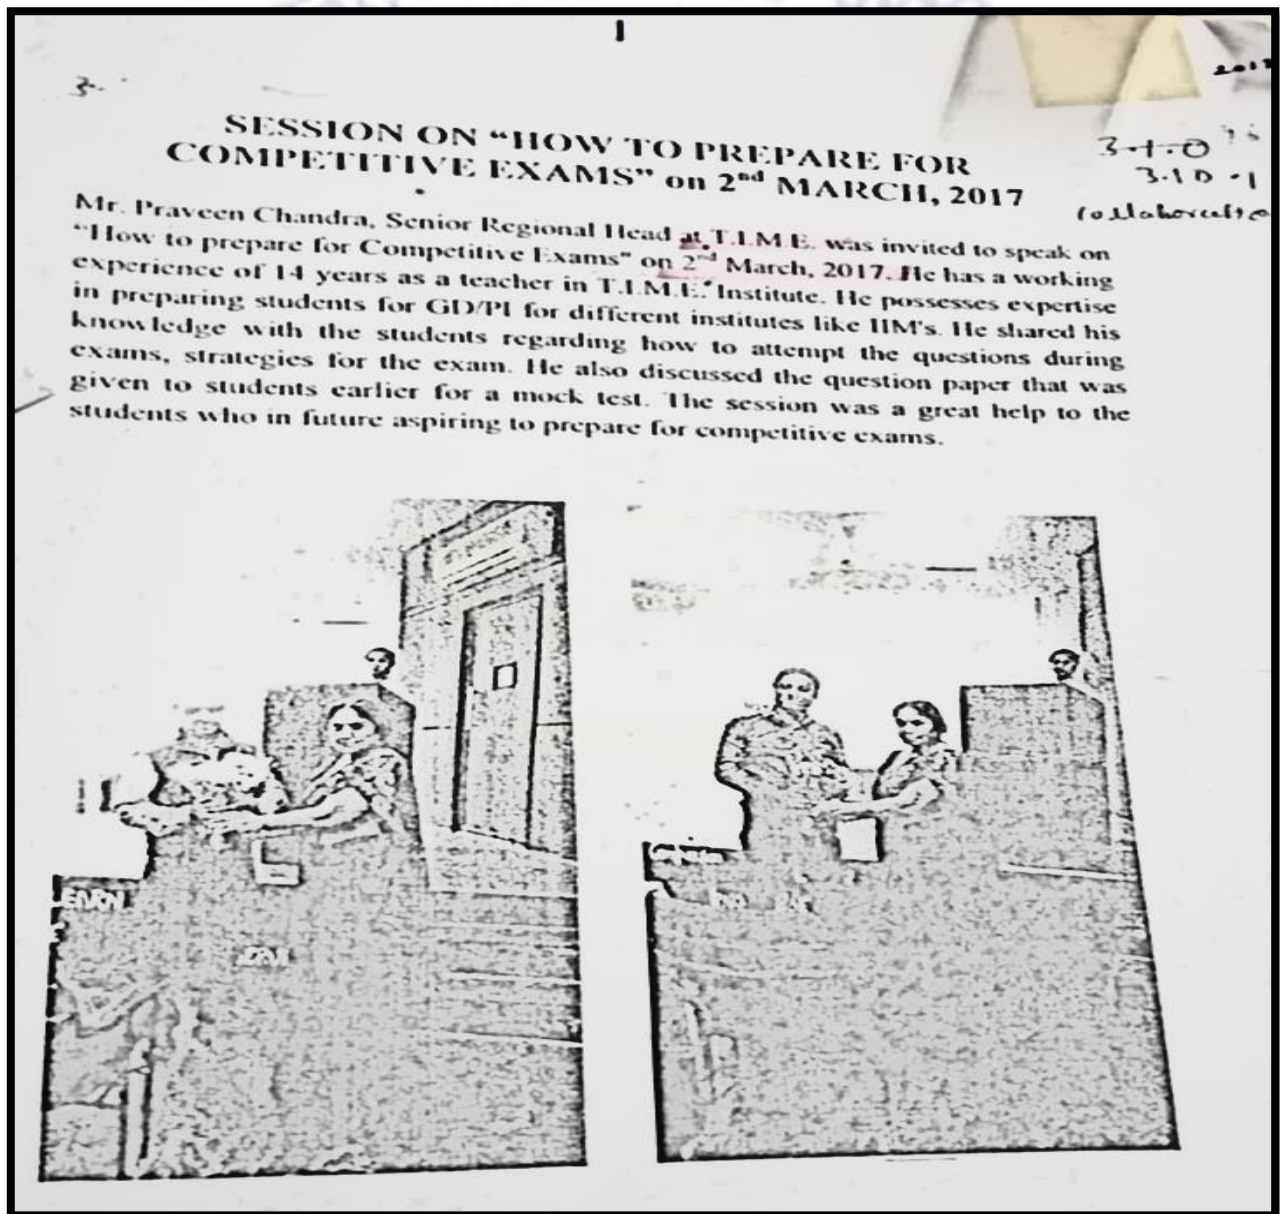 2017
3.
SESSION ON “HOW TO PREPARE FOR
COMPETITIVE EXAMS” on 2nd MARCH, 2017
3.10.1
Mr. Praveen Chandra, Senior Regional Head at T.I.M.E. was invited to speak on
“How to prepare for Competitive Exams” on 2nd March, 2017. He has a working
experience of 14 years as a teacher in T.I.M.E. Institute. He possesses expertise
in preparing students for GD/PI for different institutes like IIM's. He shared his
knowledge with the students regarding how to attempt the questions during
exams, strategies for the exam. He also discussed the question paper that was
given to students earlier for a mock test. The session was a great help to the
students who in future aspiring to prepare for competitive exams.